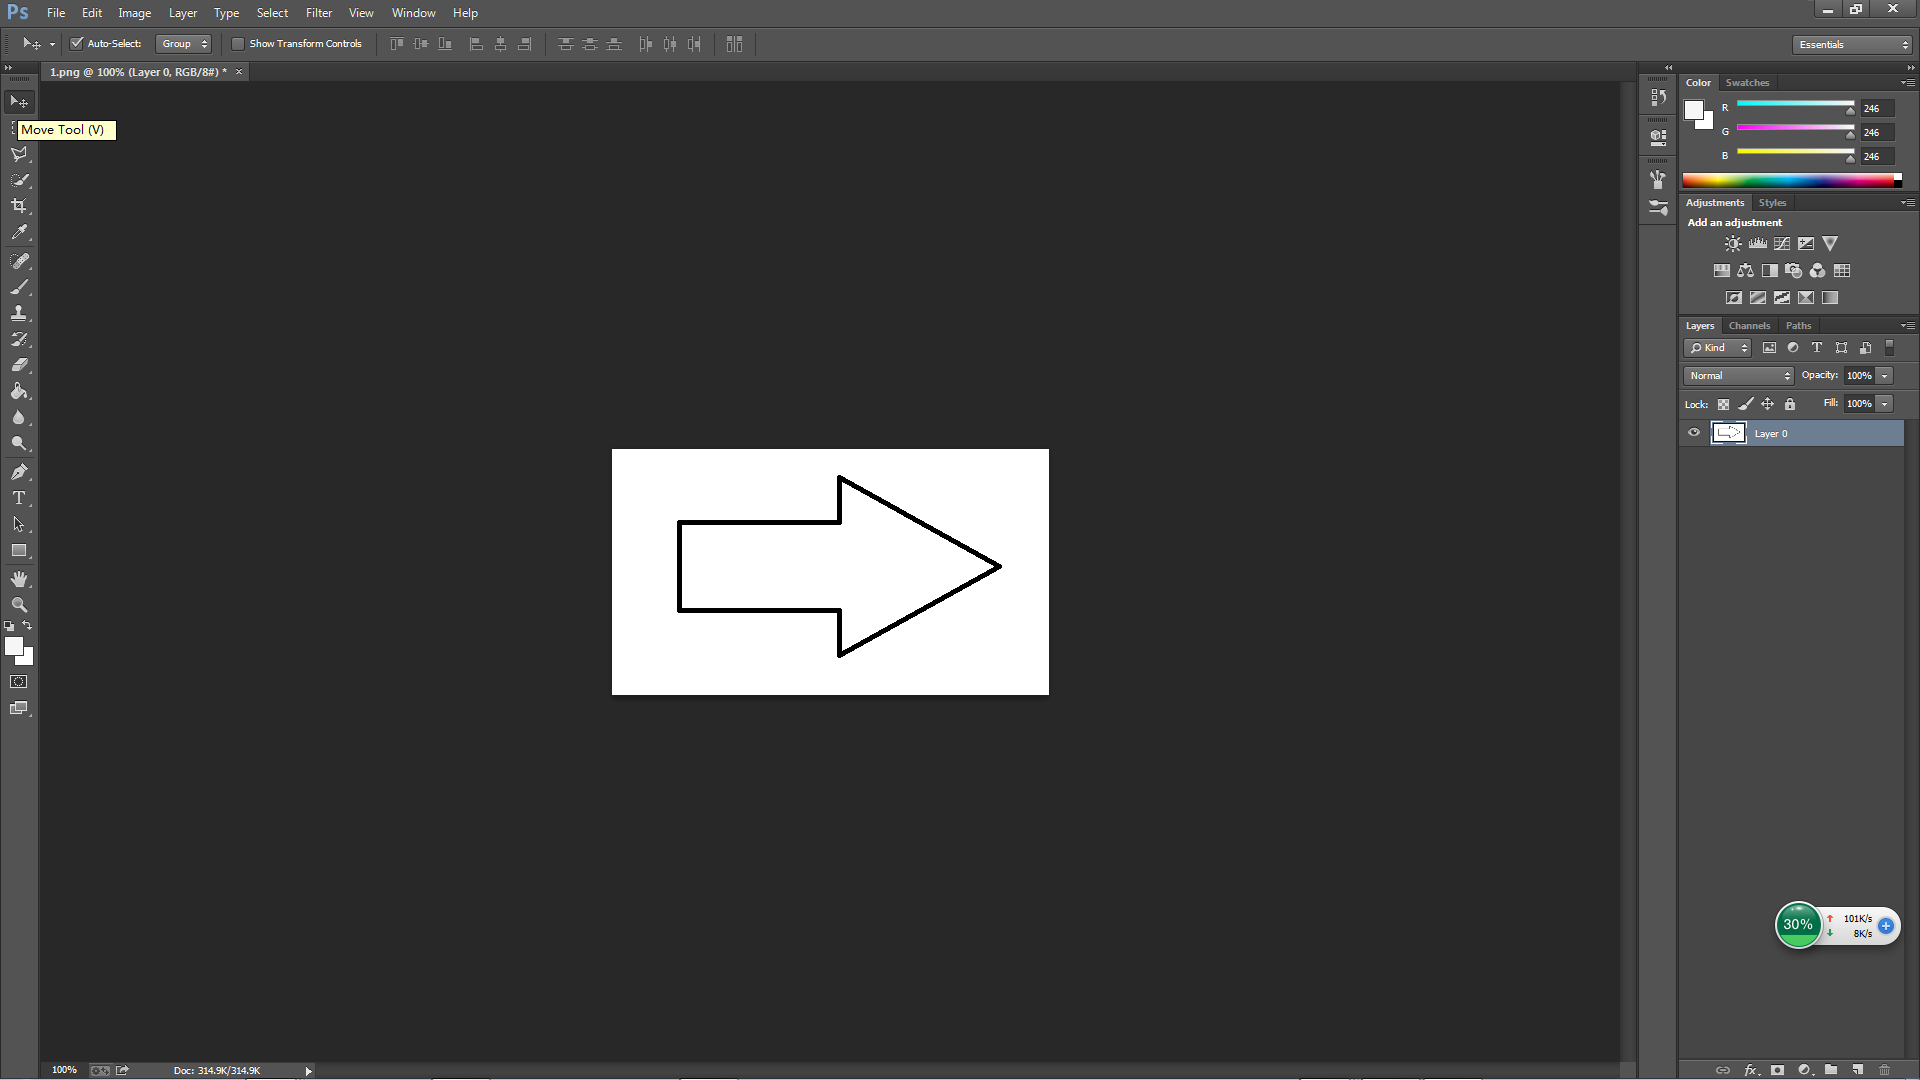 Ps File Edit Image Layer Type Select Filter View Window Help
Auto-Select: Group Show Transform Controls Essentials
1.png @ 100% (Layer 0, RGB/8#) *
Move Tool (V)
Color Swatches
R 246
G 246
B 246
Adjustments Styles
Add an adjustment
Layers Channels Paths
Kind
Normal Opacity: 100%
Lock: Fill: 100%
Layer 0
30% 101K/s
8K/s
100% Doc: 314.9K/314.9K